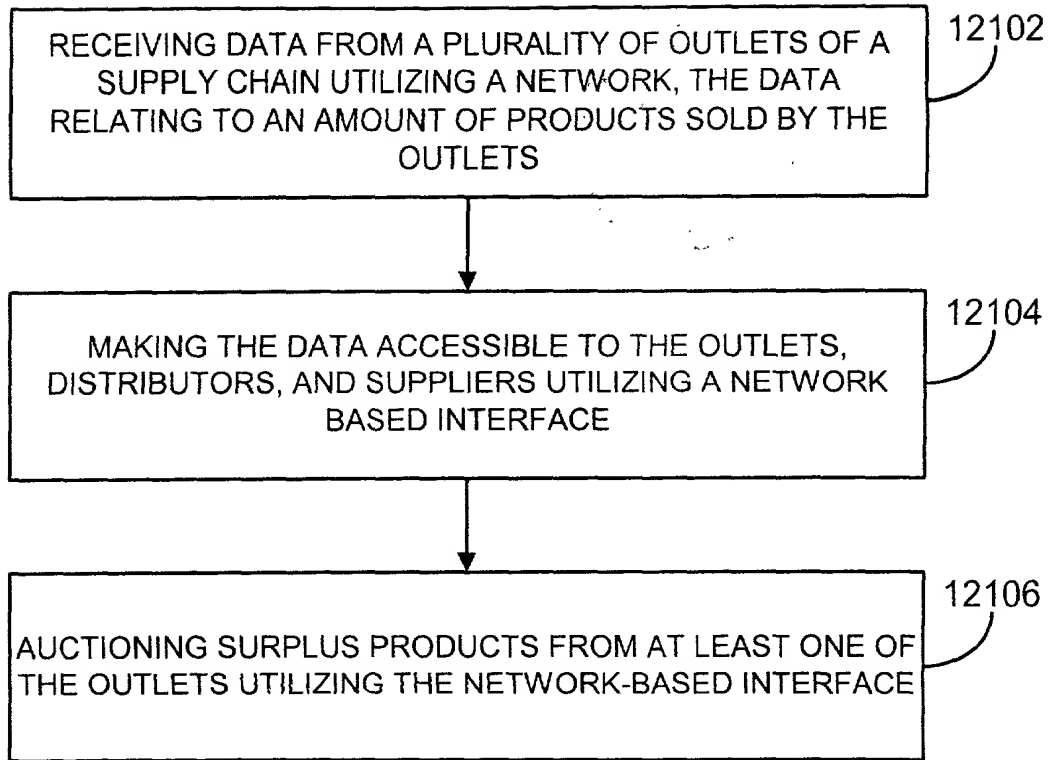 RECEIVING DATA FROM A PLURALITY OF OUTLETS OF A
SUPPLY CHAIN UTILIZING A NETWORK, THE DATA
RELATING TO AN AMOUNT OF PRODUCTS SOLD BY THE
OUTLETS
12102
MAKING THE DATA ACCESSIBLE TO THE OUTLETS,
DISTRIBUTORS, AND SUPPLIERS UTILIZING A NETWORK
BASED INTERFACE
12104
AUCTIONING SURPLUS PRODUCTS FROM AT LEAST ONE OF
THE OUTLETS UTILIZING THE NETWORK-BASED INTERFACE
12106